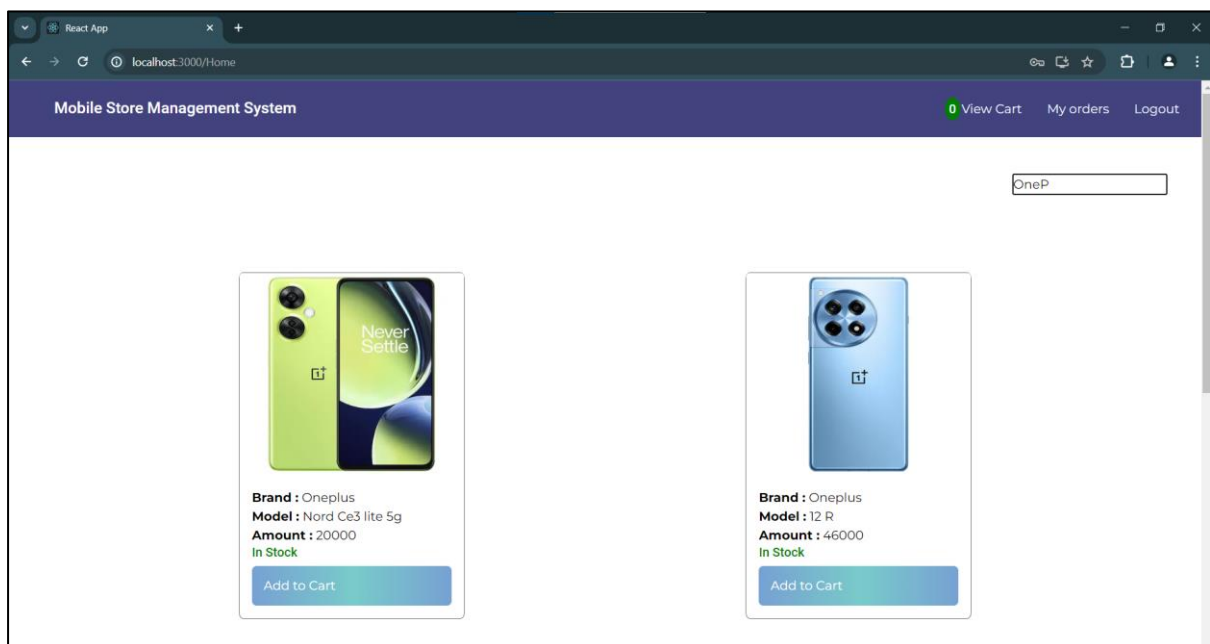 React App
localhost:3000/Home
Mobile Store Management System
0 View Cart My orders Logout
OneP
Never
Settle
Brand : Oneplus
Model : Nord Ce3 lite 5g
Amount : 20000
In Stock
Add to Cart
Brand : Oneplus
Model : 12 R
Amount : 46000
In Stock
Add to Cart